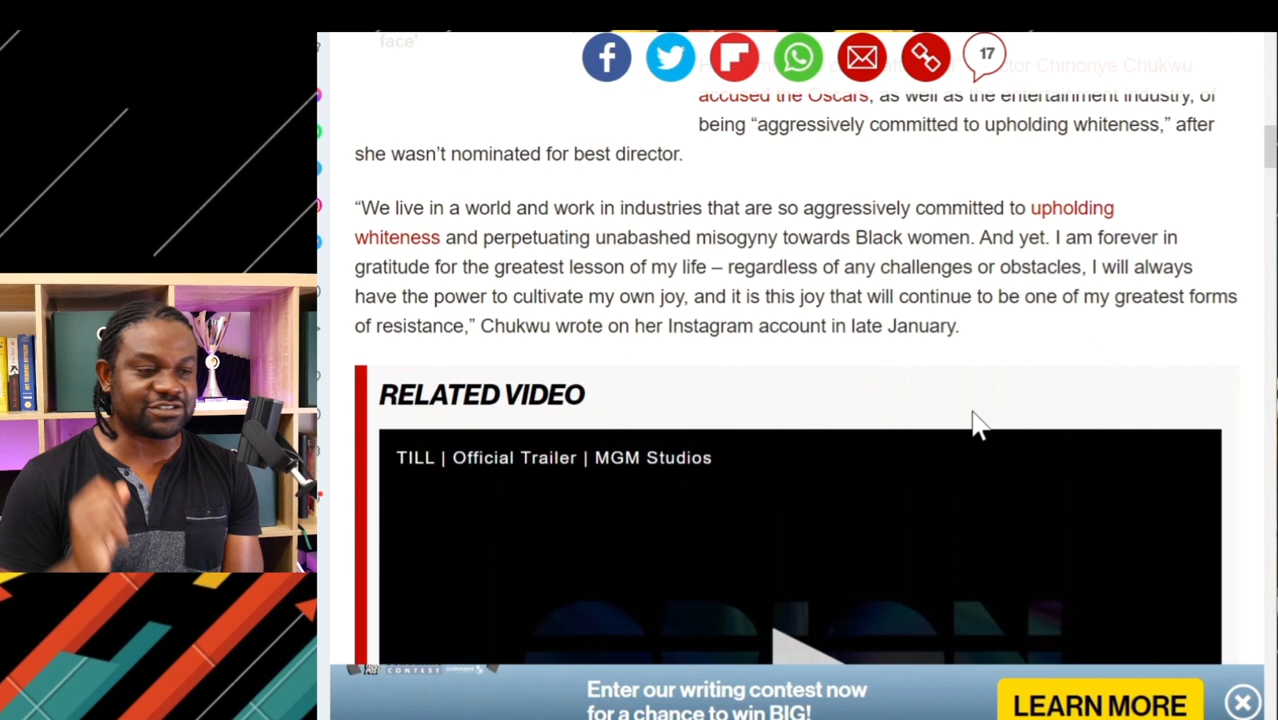 face'
17
Chinonye Chukwu
accused the Oscars, as well as the entertainment industry, of
being “aggressively committed to upholding whiteness,” after
she wasn’t nominated for best director.
“We live in a world and work in industries that are so aggressively committed to upholding
whiteness and perpetuating unabashed misogyny towards Black women. And yet. I am forever in
gratitude for the greatest lesson of my life – regardless of any challenges or obstacles, I will always
have the power to cultivate my own joy, and it is this joy that will continue to be one of my greatest forms
of resistance,” Chukwu wrote on her Instagram account in late January.
RELATED VIDEO
TILL | Official Trailer | MGM Studios
ORION
CONTEST
Enter our writing contest now
for a chance to win BIG!
LEARN MORE